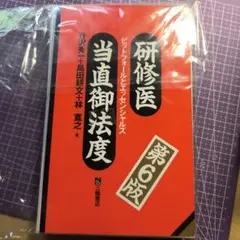 研修医
当直御法度
ピットフォールとエッセンシャルズ
第6版
寺沢秀一+島田耕文+林 寛之 著
三輪書店